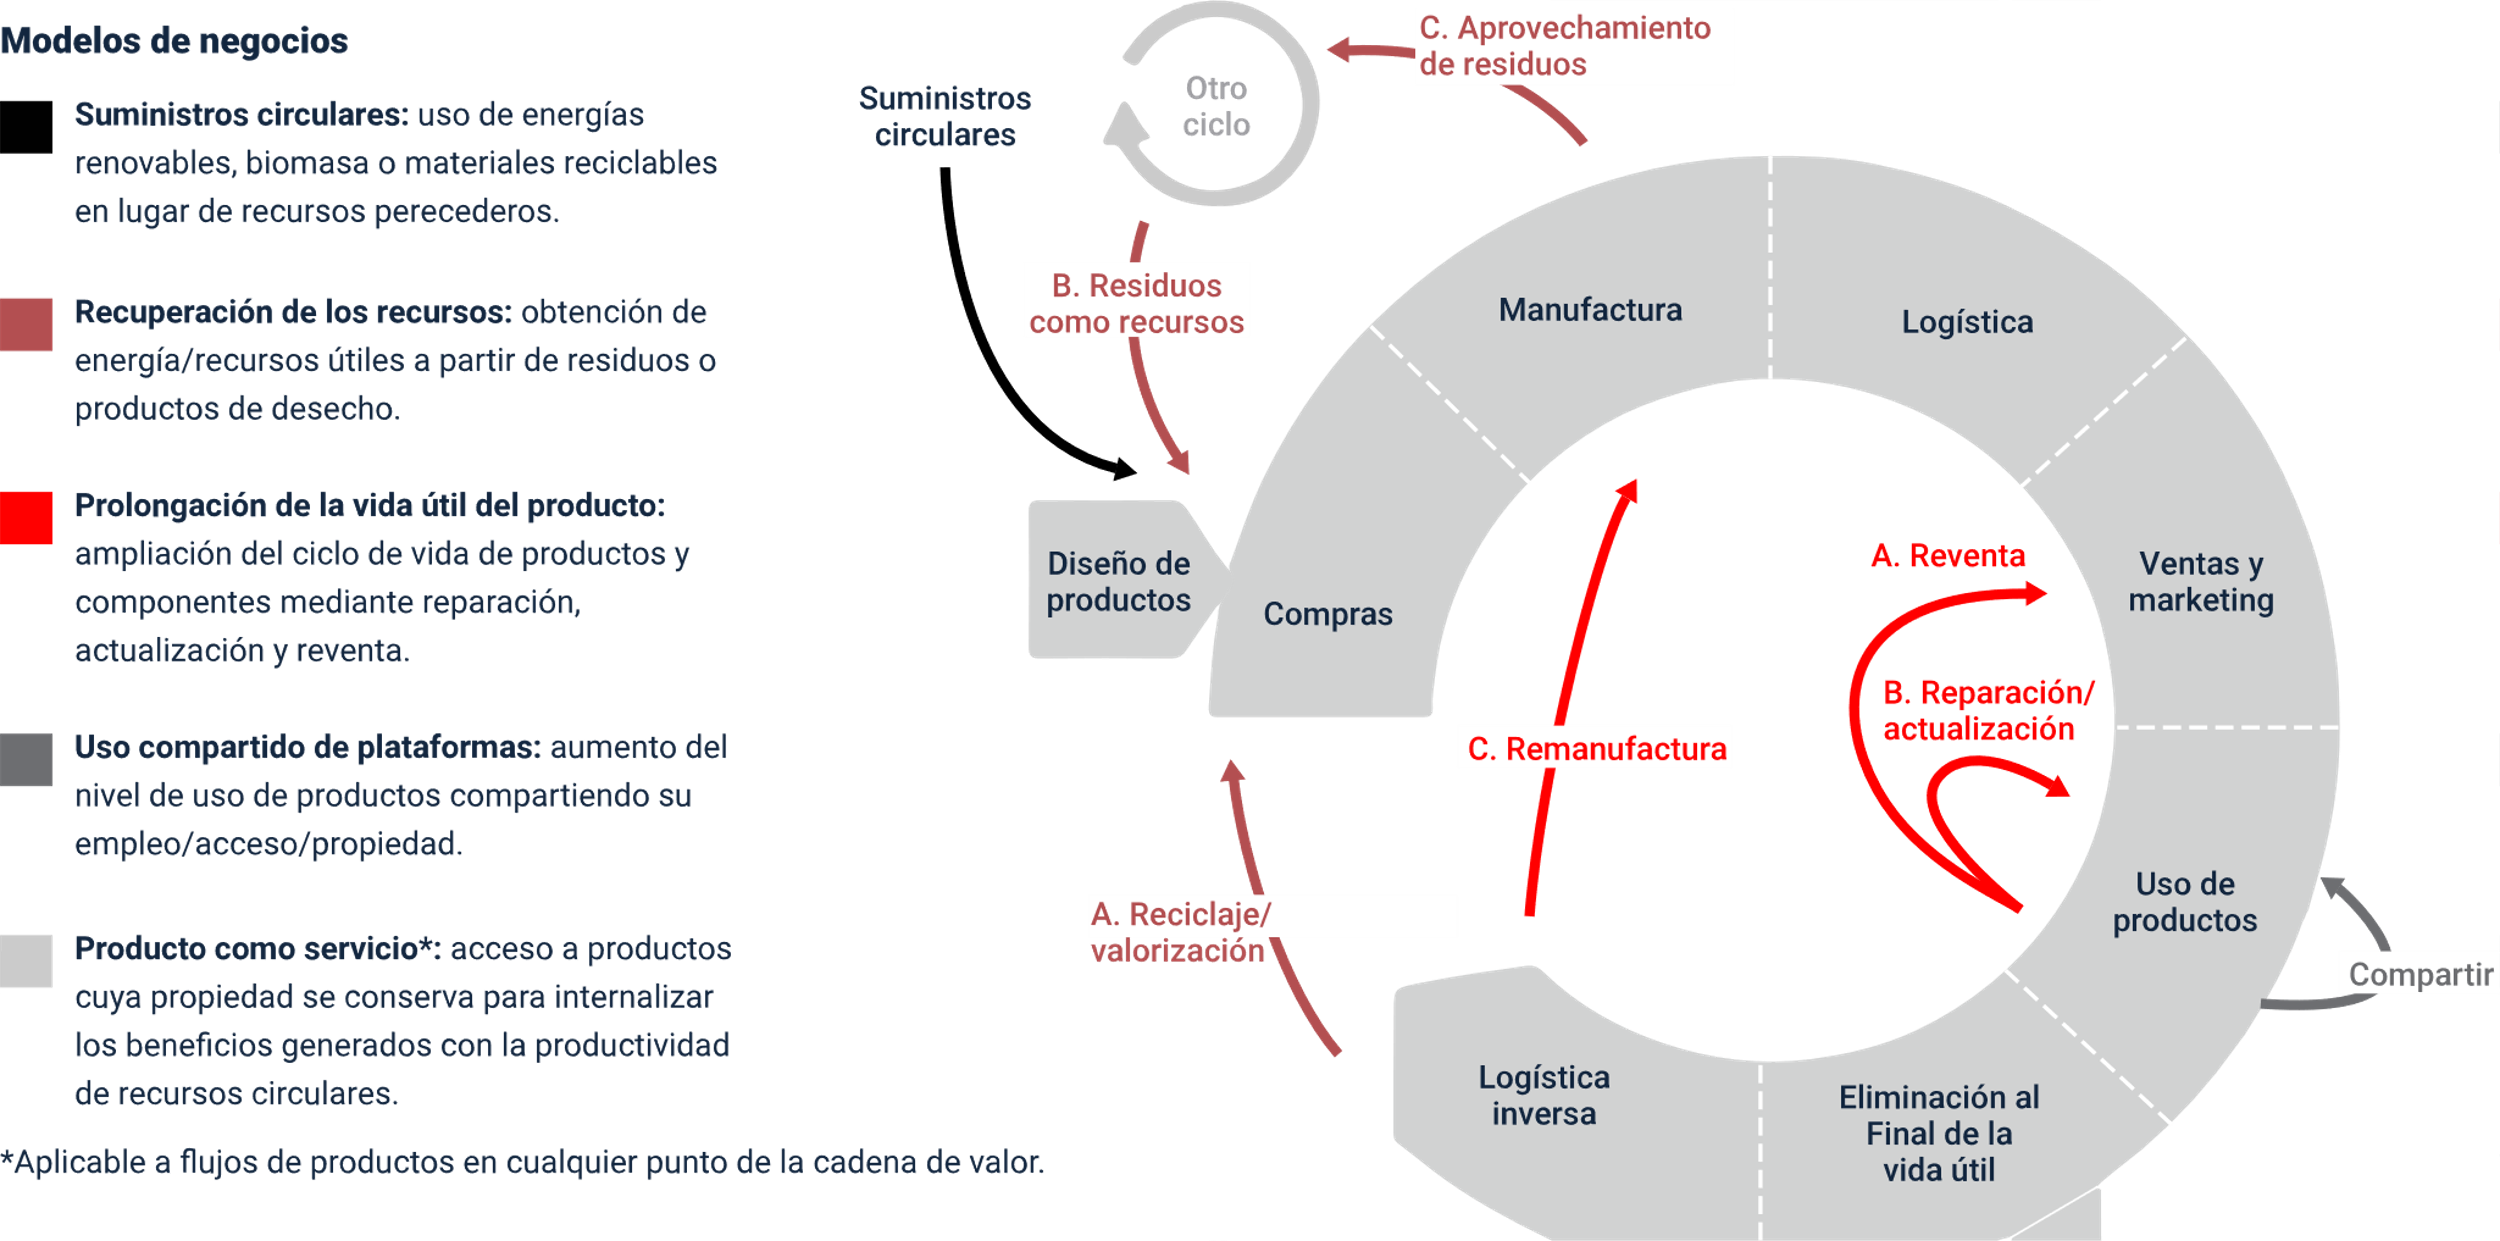 Modelos de negocios
Suministros circulares: uso de energías
renovables, biomasa o materiales reciclables
en lugar de recursos perecederos.
Recuperación de los recursos: obtención de
energía/recursos útiles a partir de residuos o
productos de desecho.
Prolongación de la vida útil del producto:
ampliación del ciclo de vida de productos y
componentes mediante reparación,
actualización y reventa.
Uso compartido de plataformas: aumento del
nivel de uso de productos compartiendo su
empleo/acceso/propiedad.
Producto como servicio*: acceso a productos
cuya propiedad se conserva para internalizar
los beneficios generados con la productividad
de recursos circulares.
*Aplicable a flujos de productos en cualquier punto de la cadena de valor.
Suministros
circulares
Otro
ciclo
C. Aprovechamiento
de residuos
B. Residuos
como recursos
Diseño de
productos
Compras
Manufactura
Logística
Ventas y
marketing
Uso de
productos
Compartir
Eliminación al
Final de la
vida útil
Logística
inversa
A. Reciclaje/
valorización
C. Remanufactura
A. Reventa
B. Reparación/
actualización